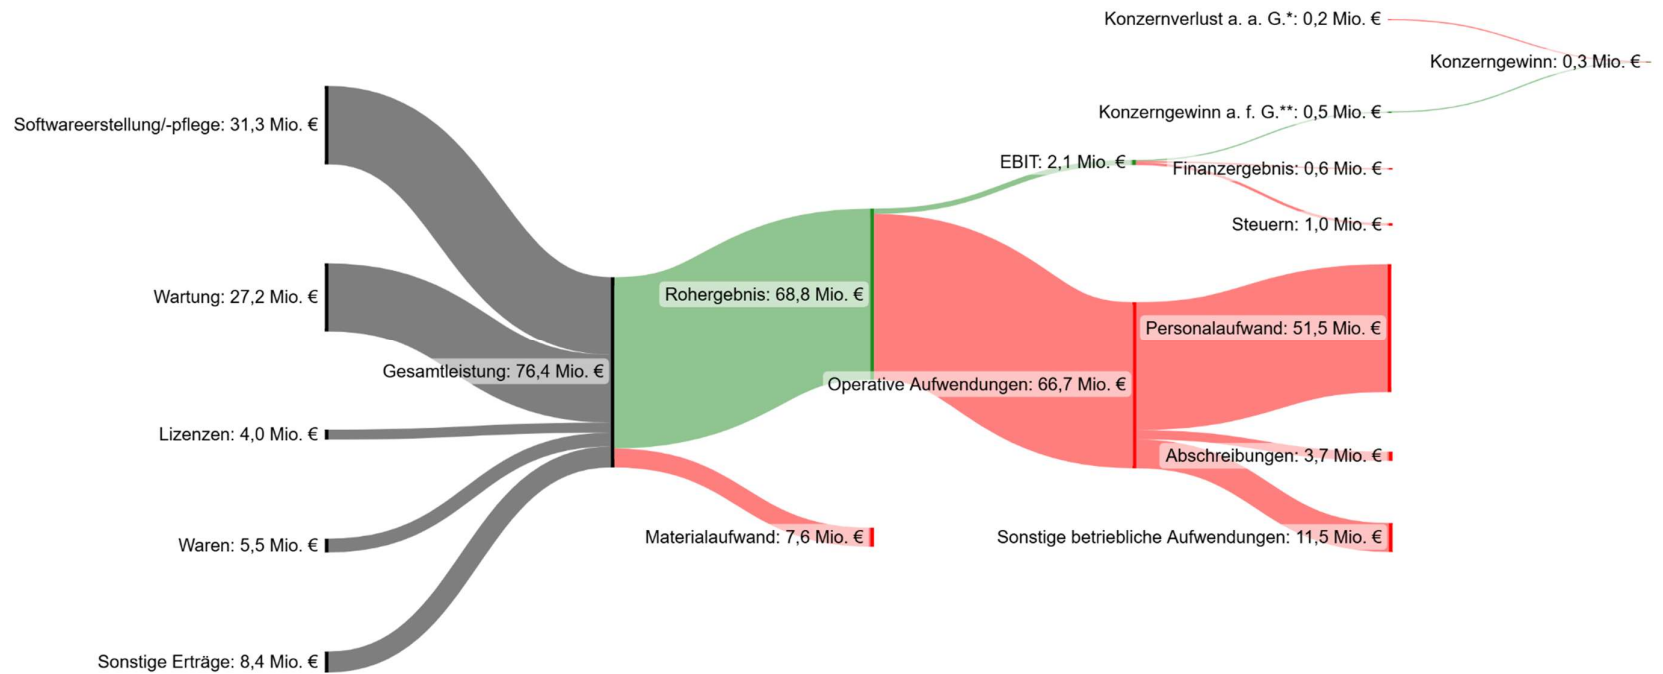 Softwareerstellung/-pflege: 31,3 Mio. €
Wartung: 27,2 Mio. €
Lizenzen: 4,0 Mio. €
Waren: 5,5 Mio. €
Sonstige Erträge: 8,4 Mio. €
Gesamtleistung: 76,4 Mio. €
Rohergebnis: 68,8 Mio. €
Materialaufwand: 7,6 Mio. €
EBIT: 2,1 Mio. €
Operative Aufwendungen: 66,7 Mio. €
Konzernverlust a. a. G.*: 0,2 Mio. €
Konzerngewinn a. f. G.**: 0,5 Mio. €
Finanzergebnis: 0,6 Mio. €
Steuern: 1,0 Mio. €
Personalaufwand: 51,5 Mio. €
Abschreibungen: 3,7 Mio. €
Sonstige betriebliche Aufwendungen: 11,5 Mio. €
Konzerngewinn: 0,3 Mio. €